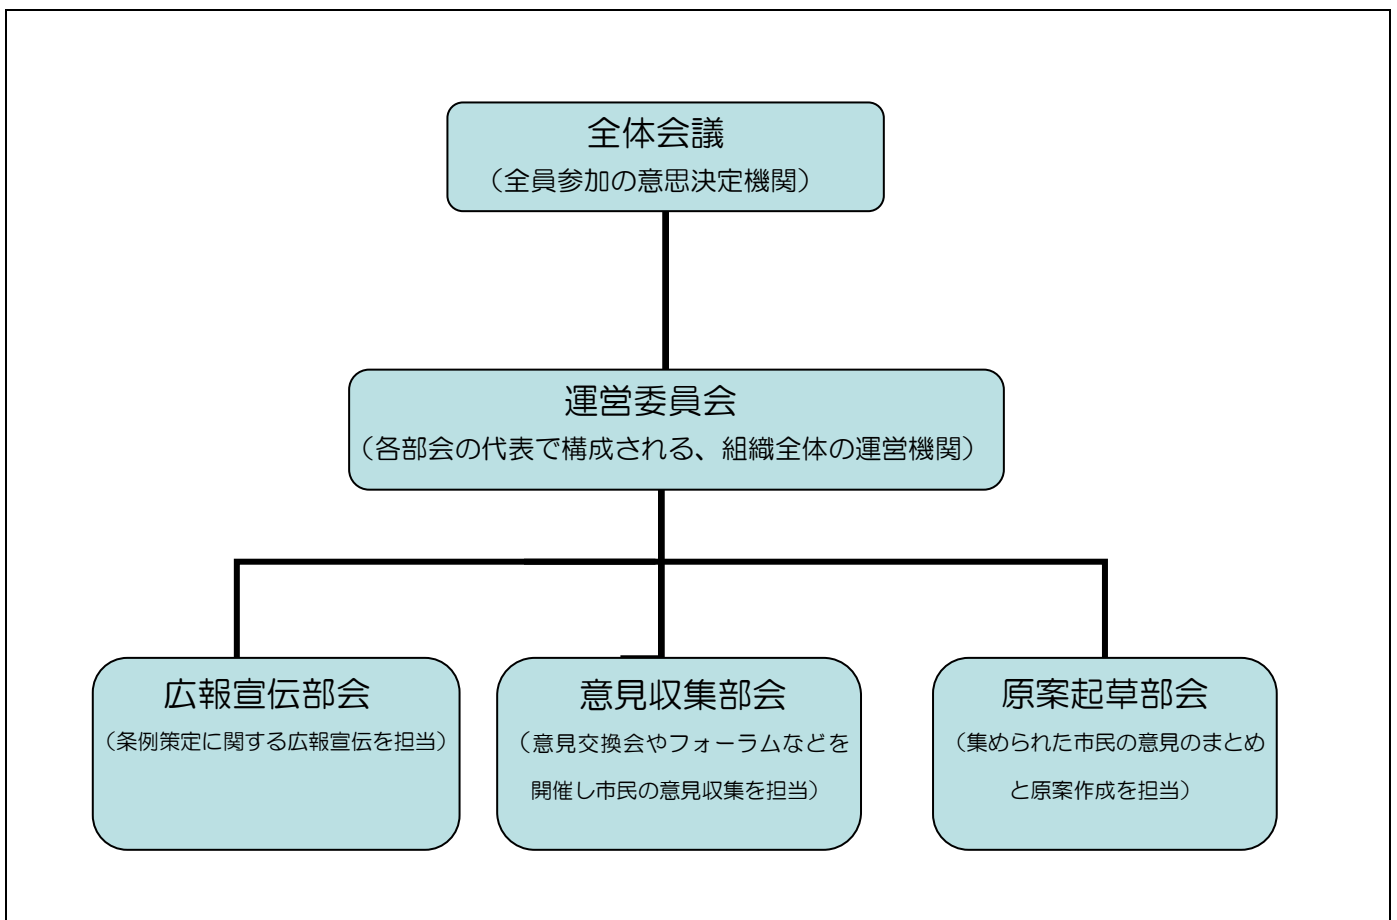 全体会議
（全員参加の意思決定機関）
運営委員会
（各部会の代表で構成される、組織全体の運営機関）
広報宣伝部会
（条例策定に関する広報宣伝を担当）
意見収集部会
（意見交換会やフォーラムなどを
開催し市民の意見収集を担当）
原案起草部会
（集められた市民の意見のまとめ
と原案作成を担当）